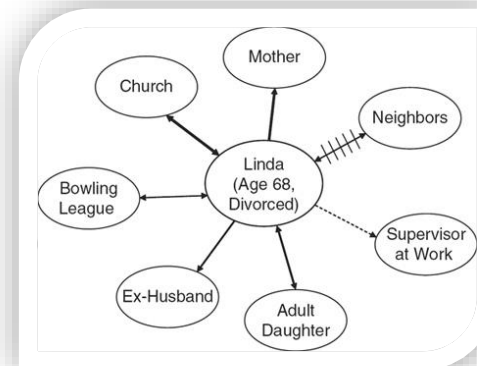 Mother
Church
Neighbors
Linda
(Age 68,
Divorced)
Bowling
League
Supervisor
at Work
Ex-Husband
Adult
Daughter